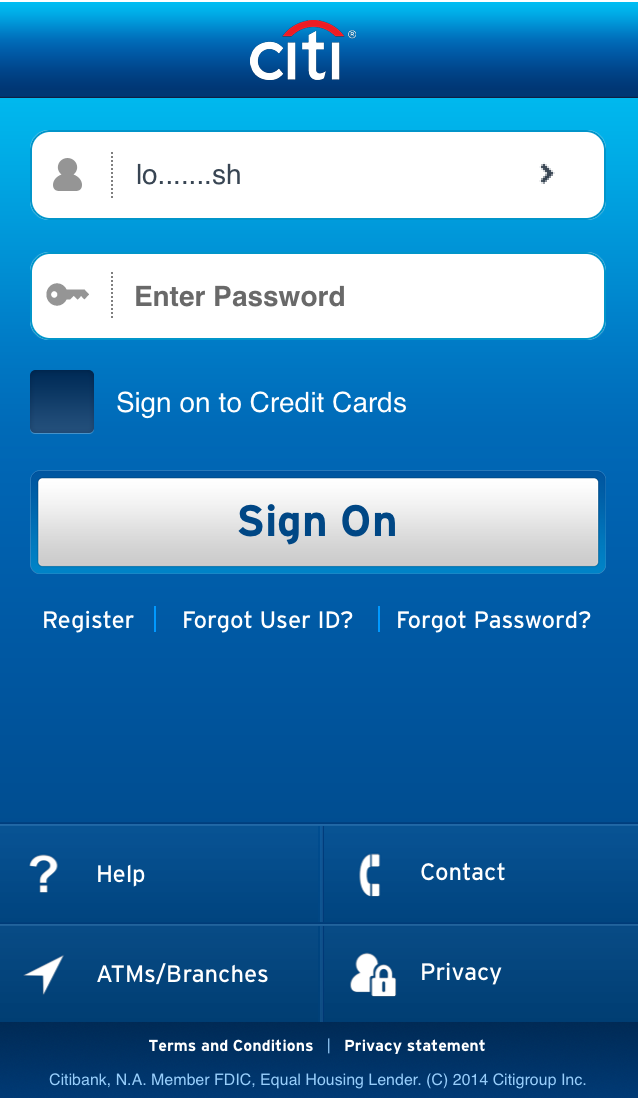 citi®
lo.......sh
Enter Password
Sign on to Credit Cards
Sign On
Register | Forgot User ID? | Forgot Password?
Help
Contact
ATMs/Branches
Privacy
Terms and Conditions | Privacy statement
Citibank, N.A. Member FDIC, Equal Housing Lender. (C) 2014 Citigroup Inc.